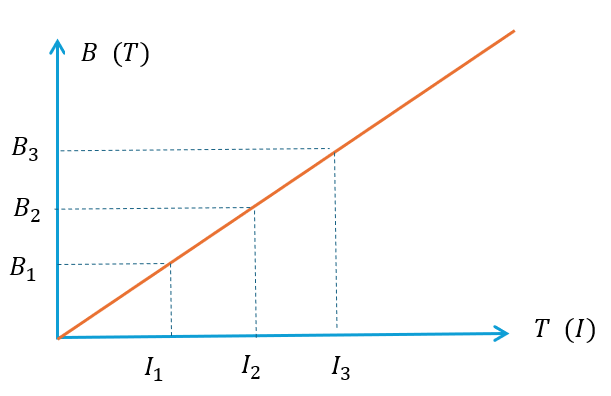 B (T)
B₃
B₂
B₁
T (I)
I₁
I₂
I₃